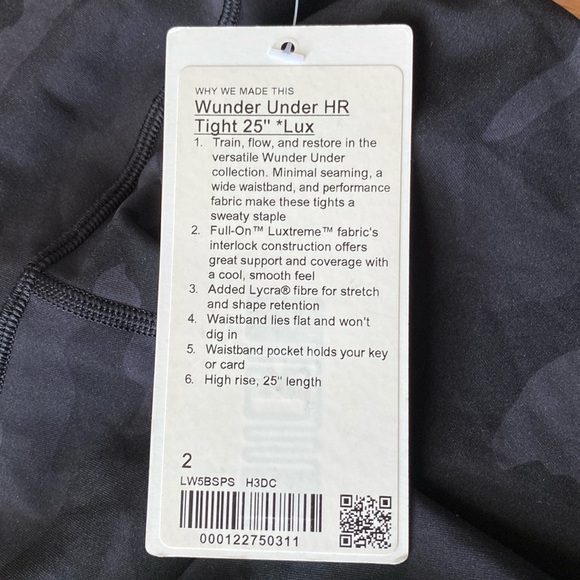 WHY WE MADE THIS
Wunder Under HR
Tight 25" *Lux
1. Train, flow, and restore in the
versatile Wunder Under
collection. Minimal seaming, a
wide waistband, and performance
fabric make these tights a
sweaty staple
2. Full-On™ Luxtreme™ fabric's
interlock construction offers
great support and coverage with
a cool, smooth feel
3. Added Lycra® fibre for stretch
and shape retention
4. Waistband lies flat and won't
dig in
5. Waistband pocket holds your key
or card
6. High rise, 25" length
2
LW5BSPS H3DC
000122750311